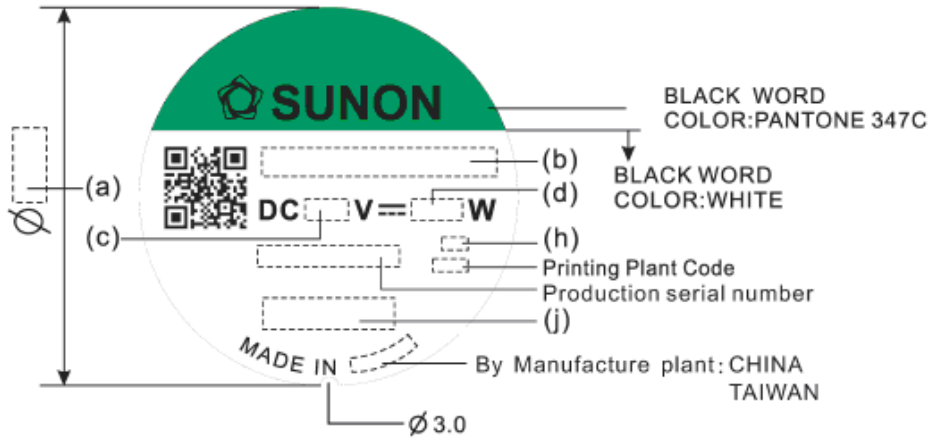 SUNON
BLACK WORD
COLOR:PANTONE 347C
(b)
BLACK WORD
COLOR:WHITE
(a)
(d)
DC V W
(c)
(h)
Printing Plant Code
Production serial number
(j)
MADE IN
By Manufacture plant: CHINA
TAIWAN
Ø
Ø 3.0